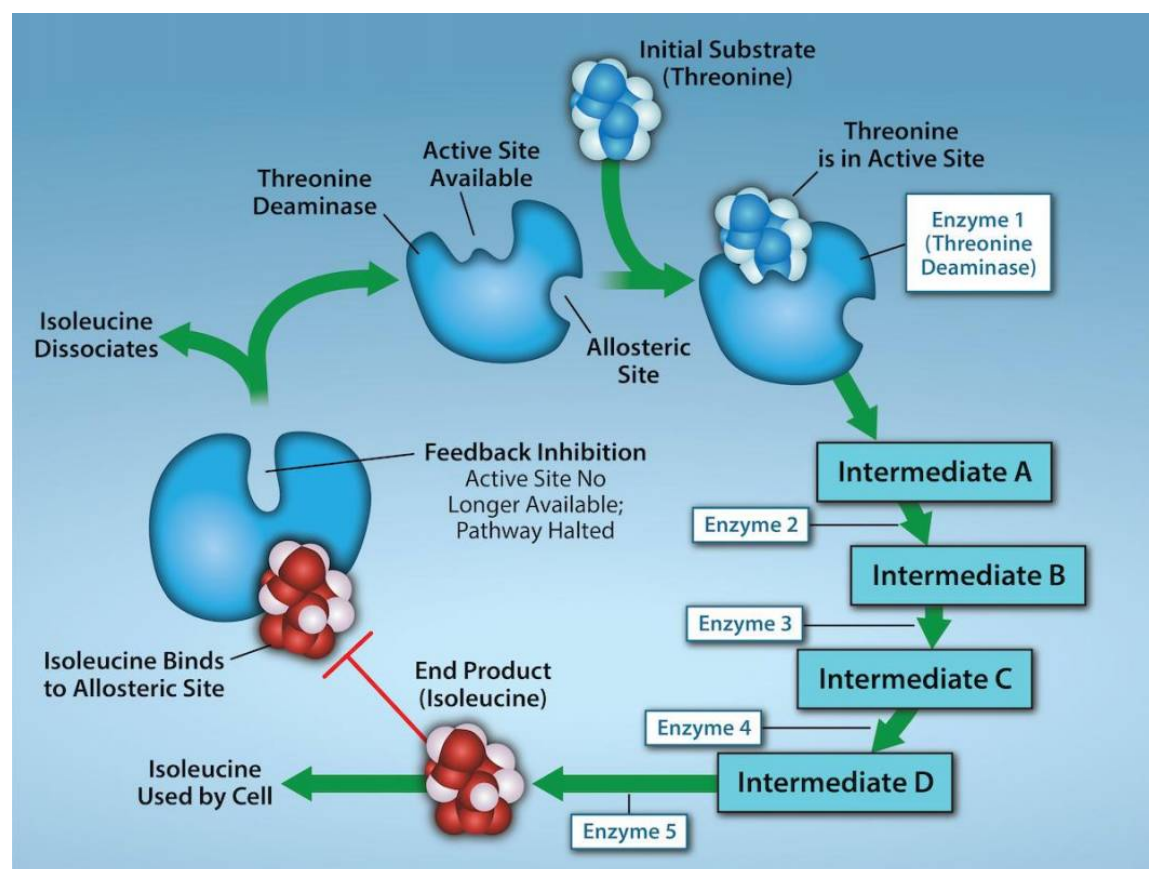 Initial Substrate
(Threonine)
Threonine
is in Active Site
Active Site
Available
Threonine
Deaminase
Enzyme 1
(Threonine
Deaminase)
Isoleucine
Dissociates
Allosteric
Site
Feedback Inhibition
Active Site No
Longer Available;
Pathway Halted
Intermediate A
Enzyme 2
Intermediate B
Enzyme 3
Intermediate C
Enzyme 4
Intermediate D
Enzyme 5
Isoleucine Binds
to Allosteric Site
End Product
(Isoleucine)
Isoleucine
Used by Cell